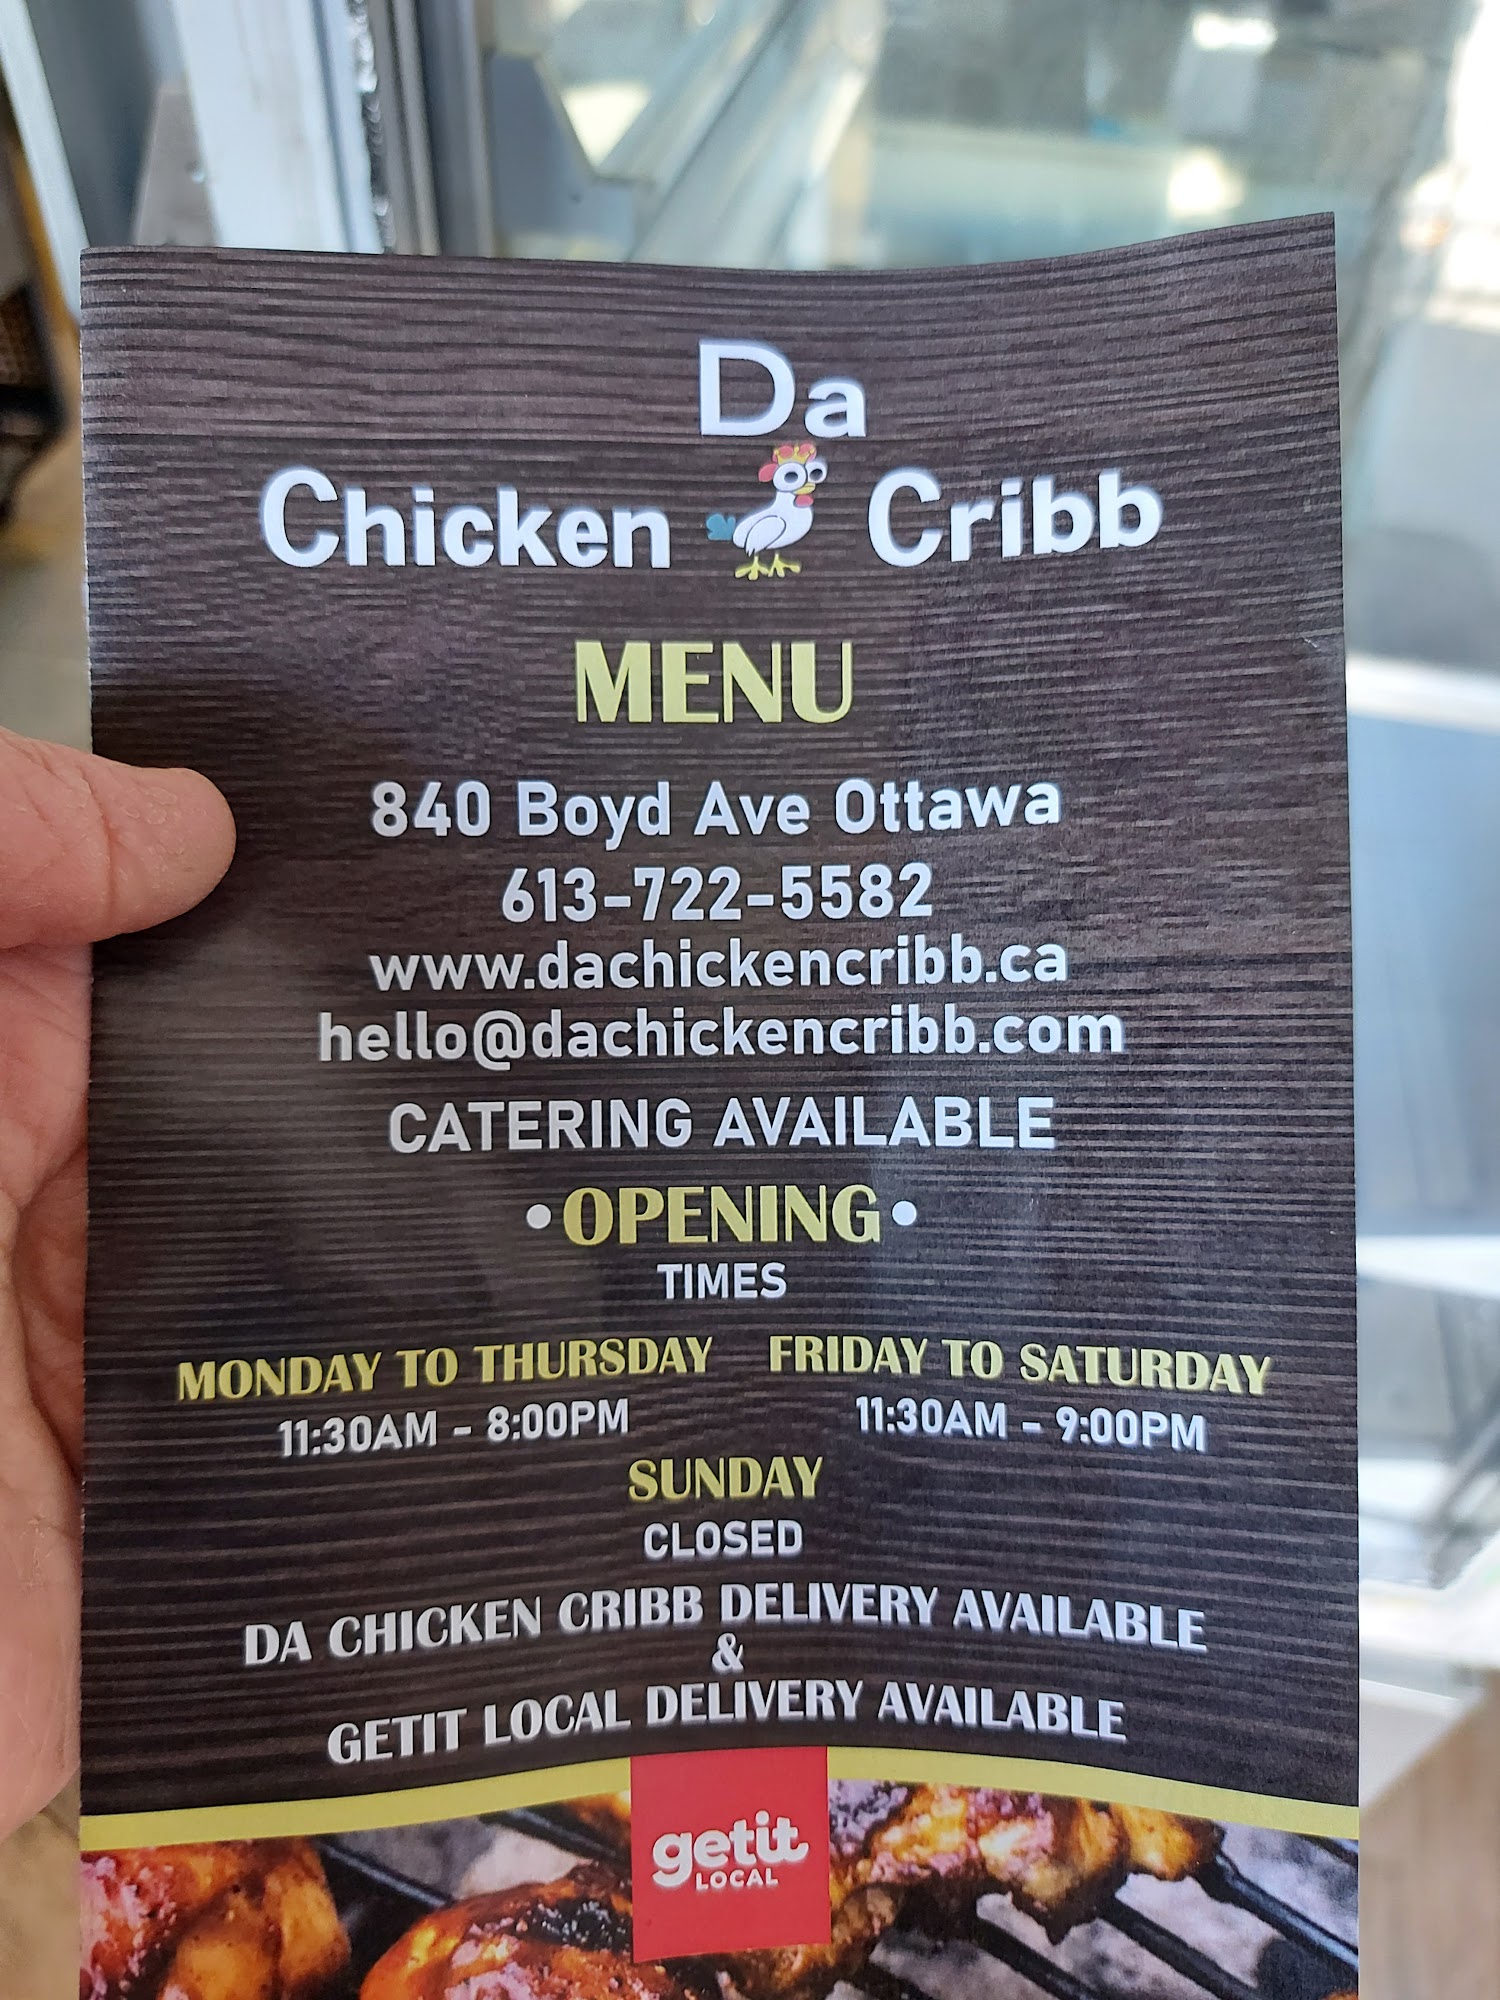 Da
Chicken Cribb
MENU
840 Boyd Ave Ottawa
613-722-5582
www.dachickencribb.ca
hello@dachickencribb.com
CATERING AVAILABLE
• OPENING •
TIMES
MONDAY TO THURSDAY
11:30AM - 8:00PM
FRIDAY TO SATURDAY
11:30AM - 9:00PM
SUNDAY
CLOSED
DA CHICKEN CRIBB DELIVERY AVAILABLE
&
GETIT LOCAL DELIVERY AVAILABLE
getit
LOCAL